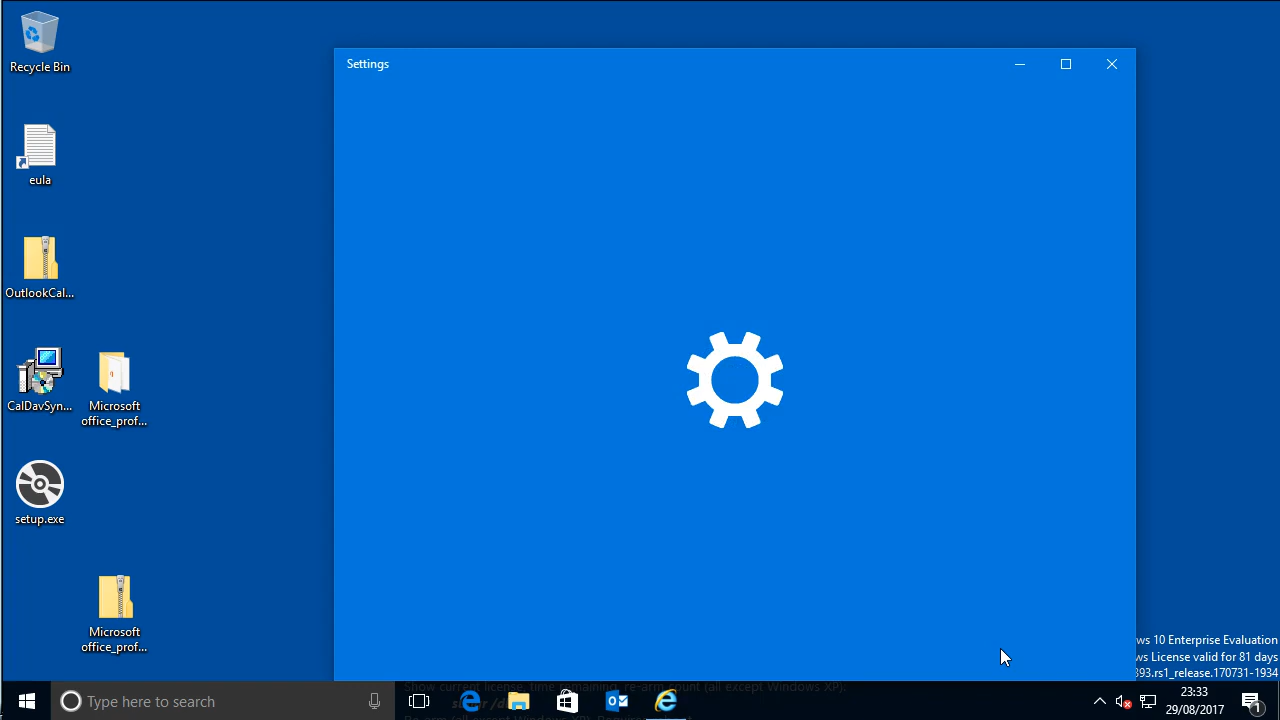 Recycle Bin
eula
OutlookCal...
CalDavSyn...
Microsoft
office_prof...
setup.exe
Microsoft
office_prof...
Settings
ws 10 Enterprise Evaluation
ws License valid for 81 days
393.rs1_release.170731-1934
Show current license, time remaining, re-arm count (all except Windows XP).
Type here to search
23:33
29/08/2017
1